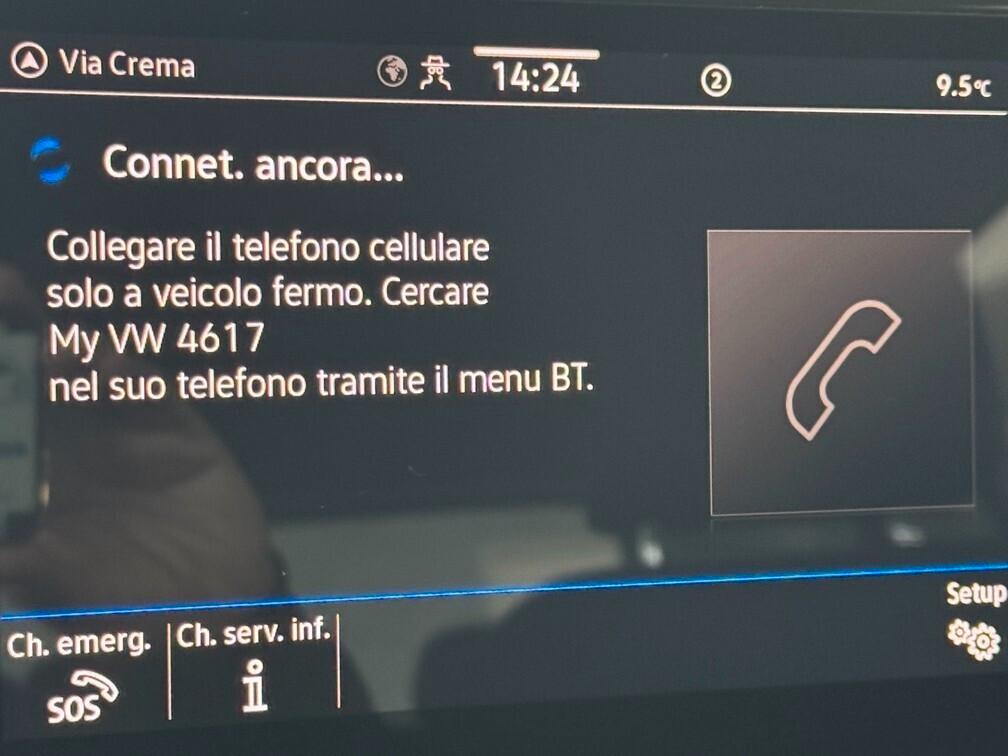 Via Crema
14:24
2
9.5°C
Connet. ancora...
Collegare il telefono cellulare
solo a veicolo fermo. Cercare
My VW 4617
nel suo telefono tramite il menu BT.
Setup
Ch. emerg.
Ch. serv. inf.
SOS
i